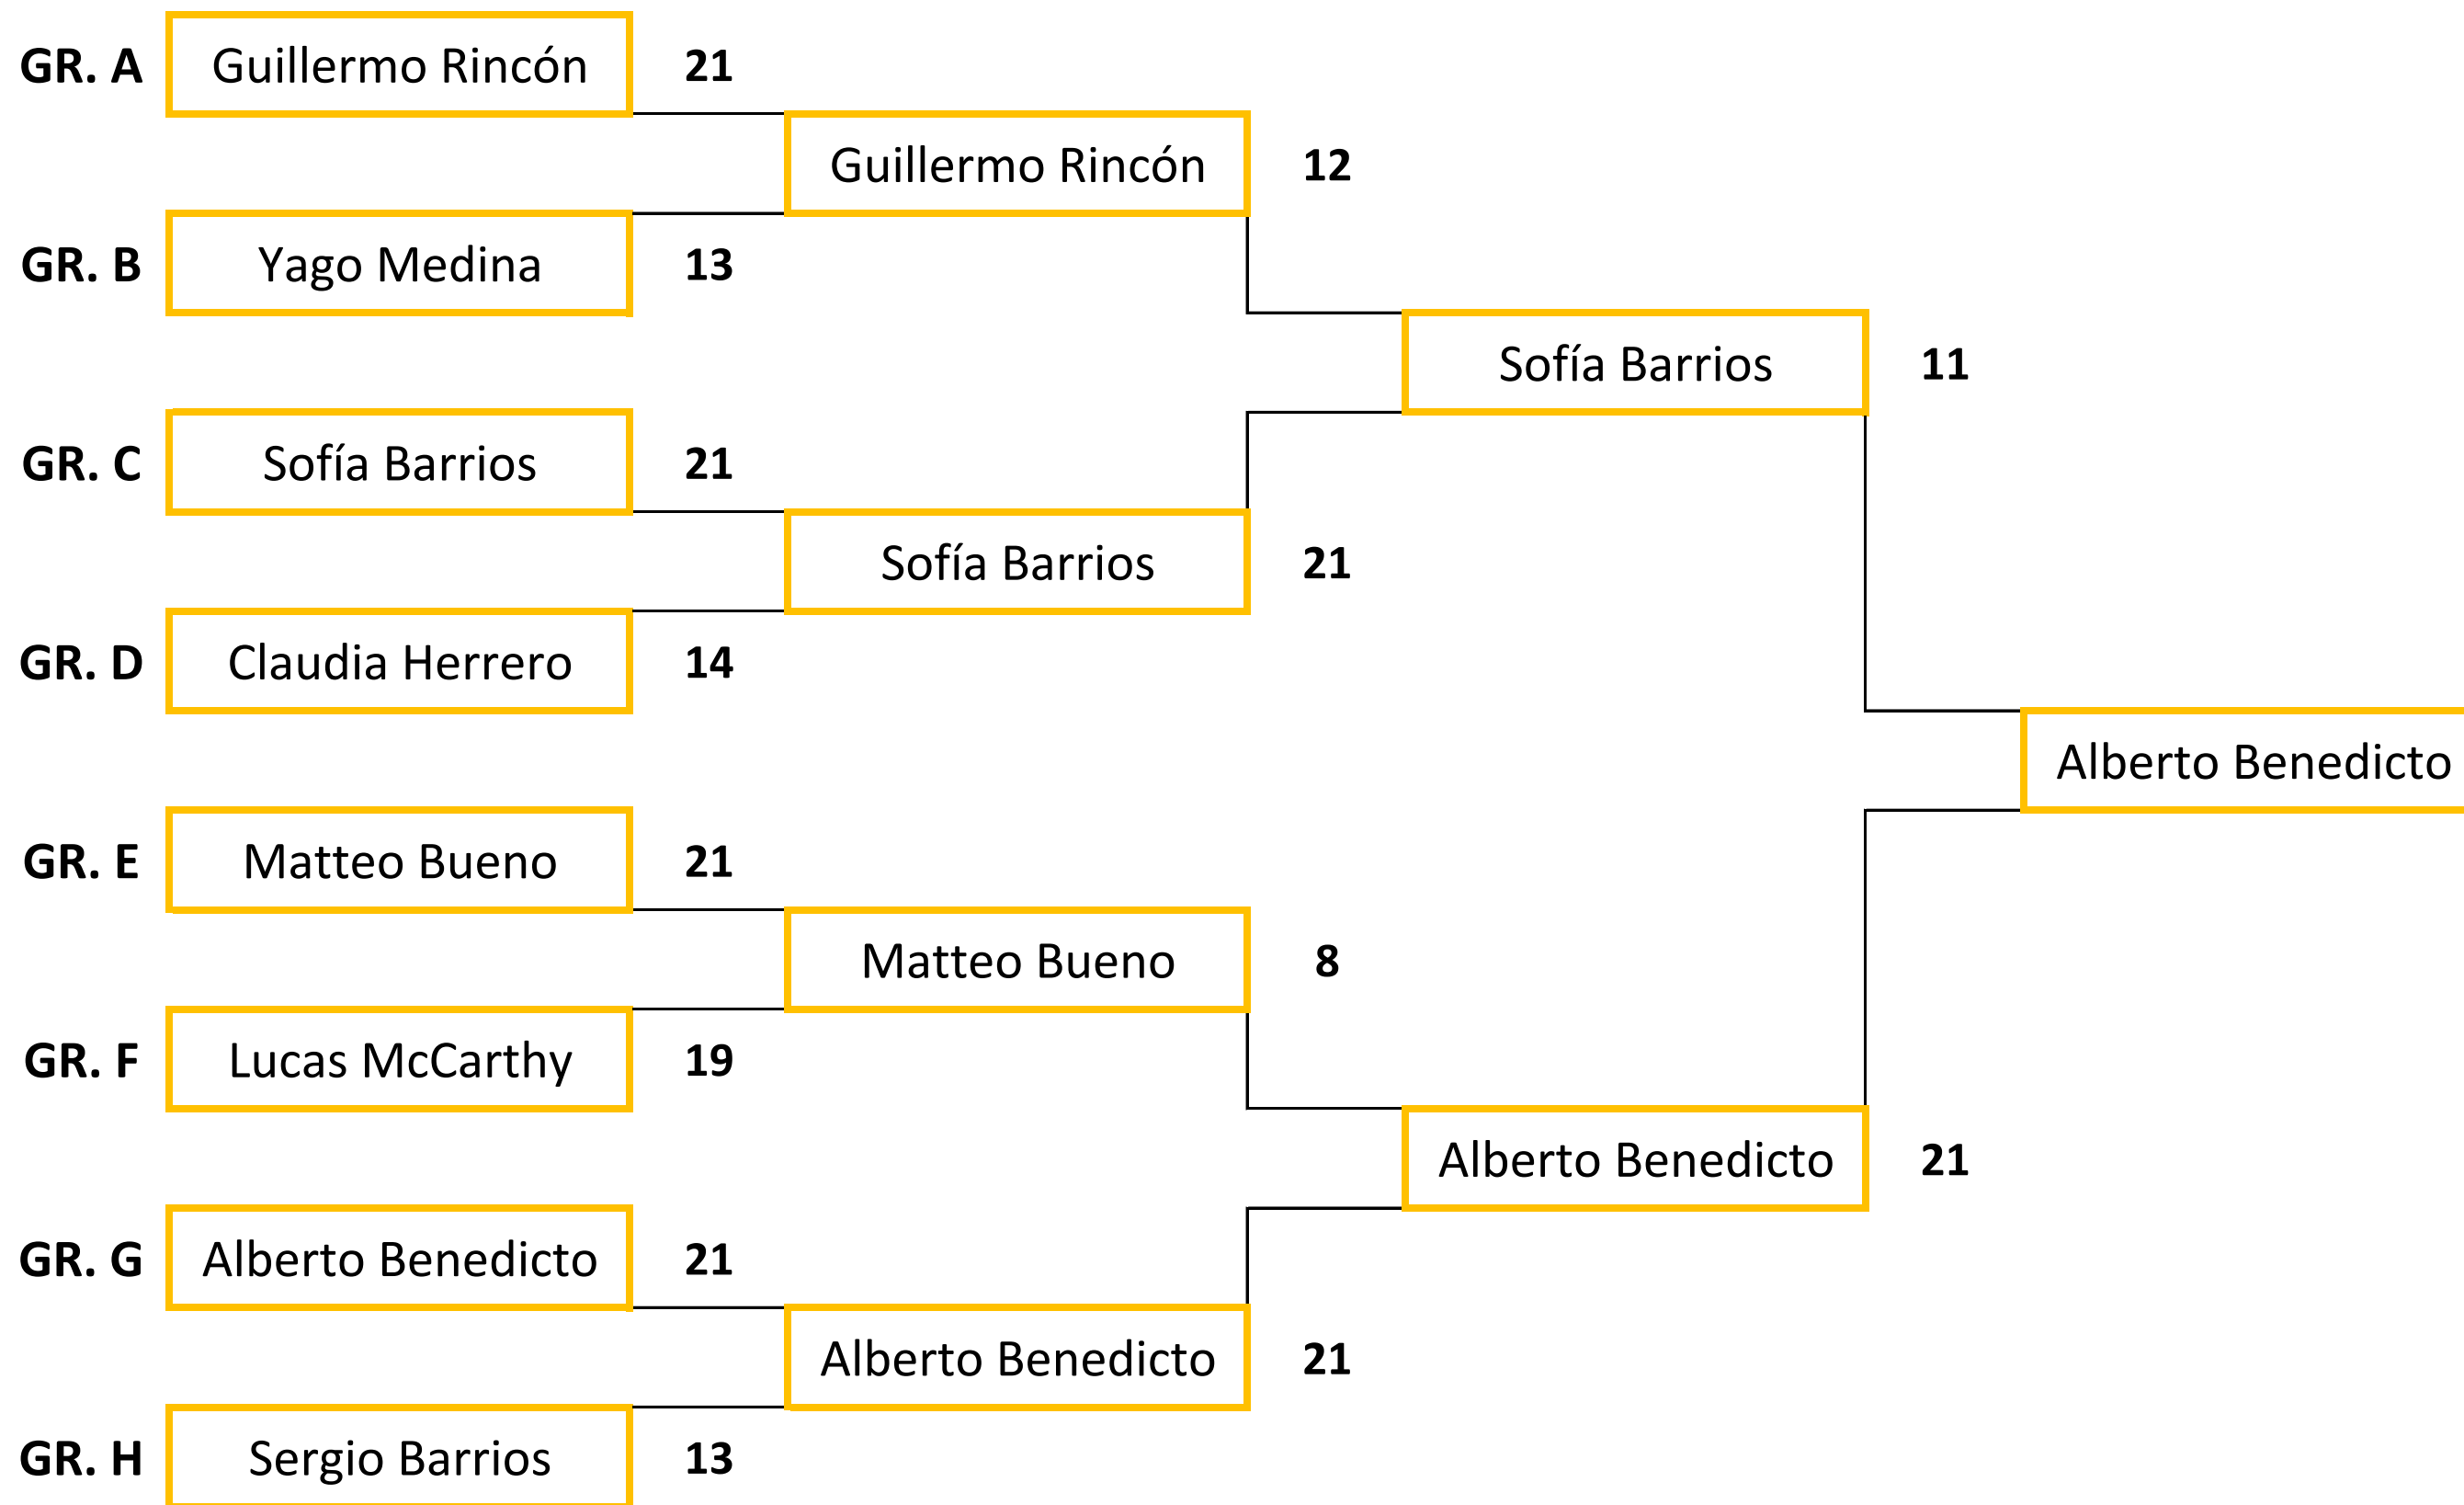 GR. A Guillermo Rincón 21
Guillermo Rincón 12
GR. B Yago Medina 13
Sofía Barrios 11
GR. C Sofía Barrios 21
Sofía Barrios 21
GR. D Claudia Herrero 14
Alberto Benedicto
GR. E Matteo Bueno 21
Matteo Bueno 8
GR. F Lucas McCarthy 19
Alberto Benedicto 21
GR. G Alberto Benedicto 21
Alberto Benedicto 21
GR. H Sergio Barrios 13